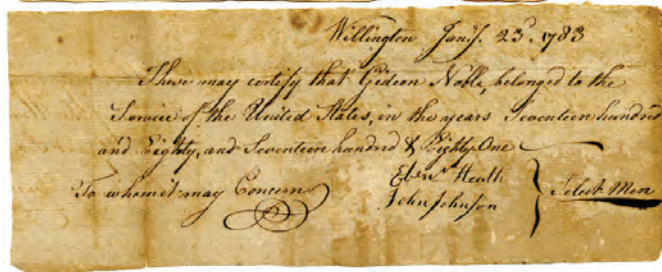 Willington Jany. 23d. 1783
These may certify that Gideon Noble, belonged to the
Service of the United States, in the years Seventeen hundred
and Eighty, and Seventeen hundred & Eighty One
To whom it may Concern
Ebenr. Heath
John Johnson
Select Men